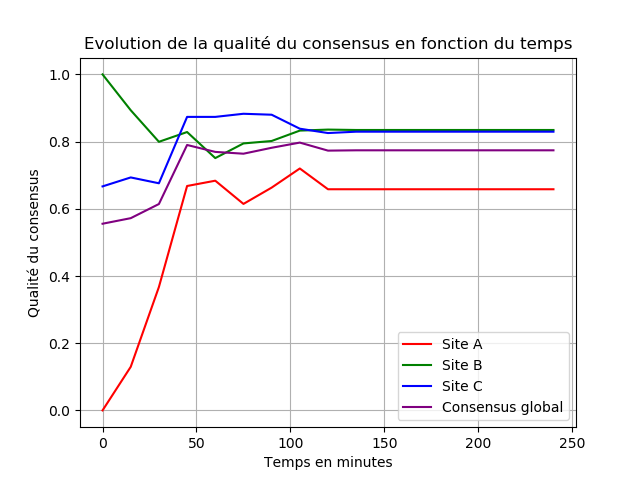 Evolution de la qualité du consensus en fonction du temps
1.0
0.8
0.6
0.4
0.2
0.0
Qualité du consensus
Site A
Site B
Site C
Consensus global
0 50 100 150 200 250
Temps en minutes